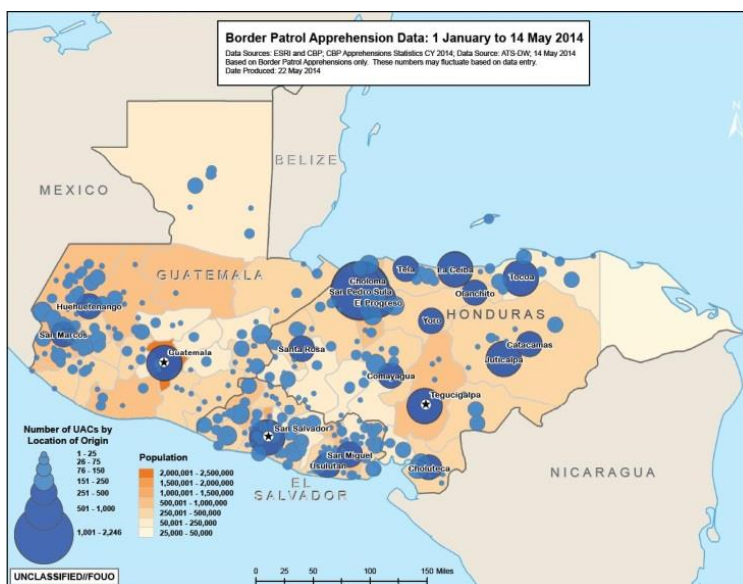 Border Patrol Apprehension Data: 1 January to 14 May 2014
Data Sources: ESRI and CBP; CBP Apprehensions Statistics CY 2014; Data Source: ATS-DW, 14 May 2014
Based on Border Patrol Apprehensions only. These numbers may fluctuate based on data entry.
Date Produced: 22 May 2014
N
BELIZE
MEXICO
GUATEMALA
Tela
La Ceiba
Tocoa
Choloma
San Pedro Sula
El Progreso
Olanchito
Huehuetenango
Yoro
HONDURAS
San Marcos
Guatemala
Santa Rosa
Catacamas
Juticalpa
Comayagua
Tegucigalpa
San Salvador
San Miguel
Usulutan
Choluteca
EL
SALVADOR
NICARAGUA
Number of UACs by
Location of Origin
1 - 25
26 - 75
76 - 150
151 - 250
251 - 500
501 - 1,000
1,001 - 2,246
Population
2,000,001 - 2,500,000
1,500,001 - 2,000,000
1,000,001 - 1,500,000
500,001 - 1,000,000
250,001 - 500,000
50,001 - 250,000
25,000 - 50,000
0 50 100 150 Miles
UNCLASSIFIED//FOUO